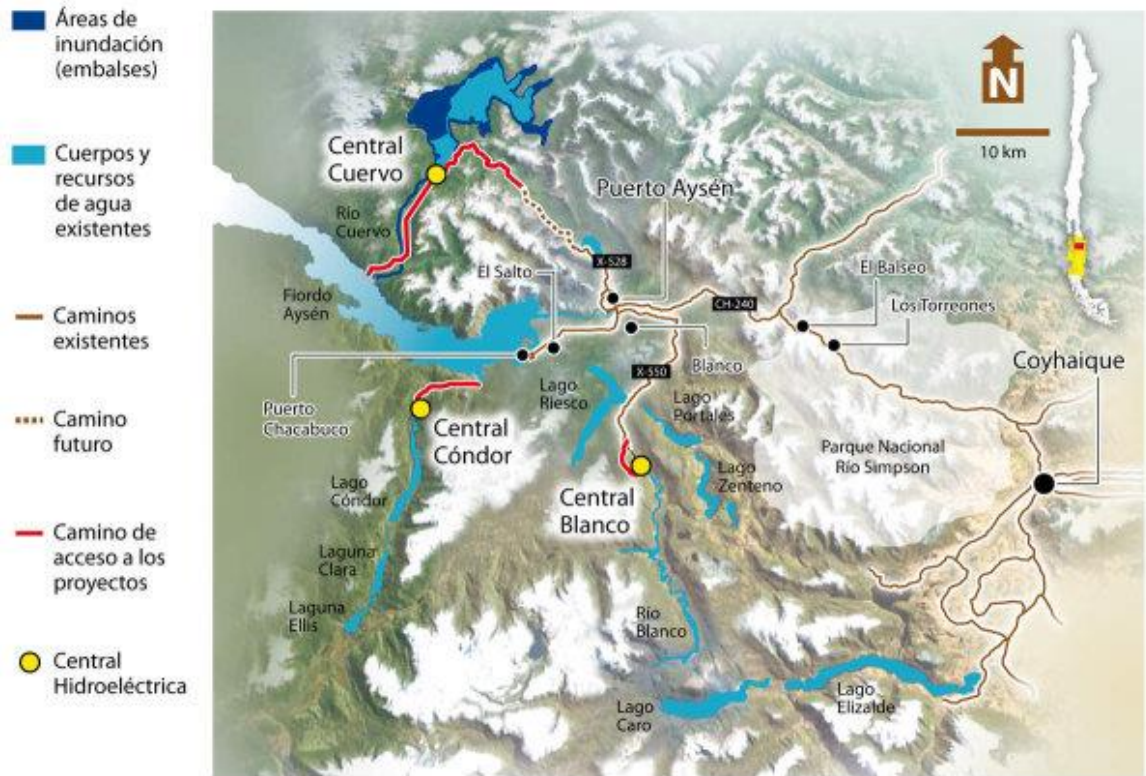 Áreas de
inundación
(embalses)
Cuerpos y
recursos
de agua
existentes
Caminos
existentes
Camino
futuro
Camino de
acceso a los
proyectos
Central
Hidroeléctrica
N
10 km
Central
Cuervo
Puerto Aysén
Río
Cuervo
El Salto
X-528
El Balseo
Fiordo
Aysén
CH-240
Los Torreones
Blanco
Coyhaique
X-550
Lago
Riesco
Lago
Portales
Puerto
Chacabuco
Central
Cóndor
Parque Nacional
Río Simpson
Lago
Zenteno
Lago
Cóndor
Central
Blanco
Laguna
Clara
Laguna
Ellis
Río
Blanco
Lago
Caro
Lago
Elizalde